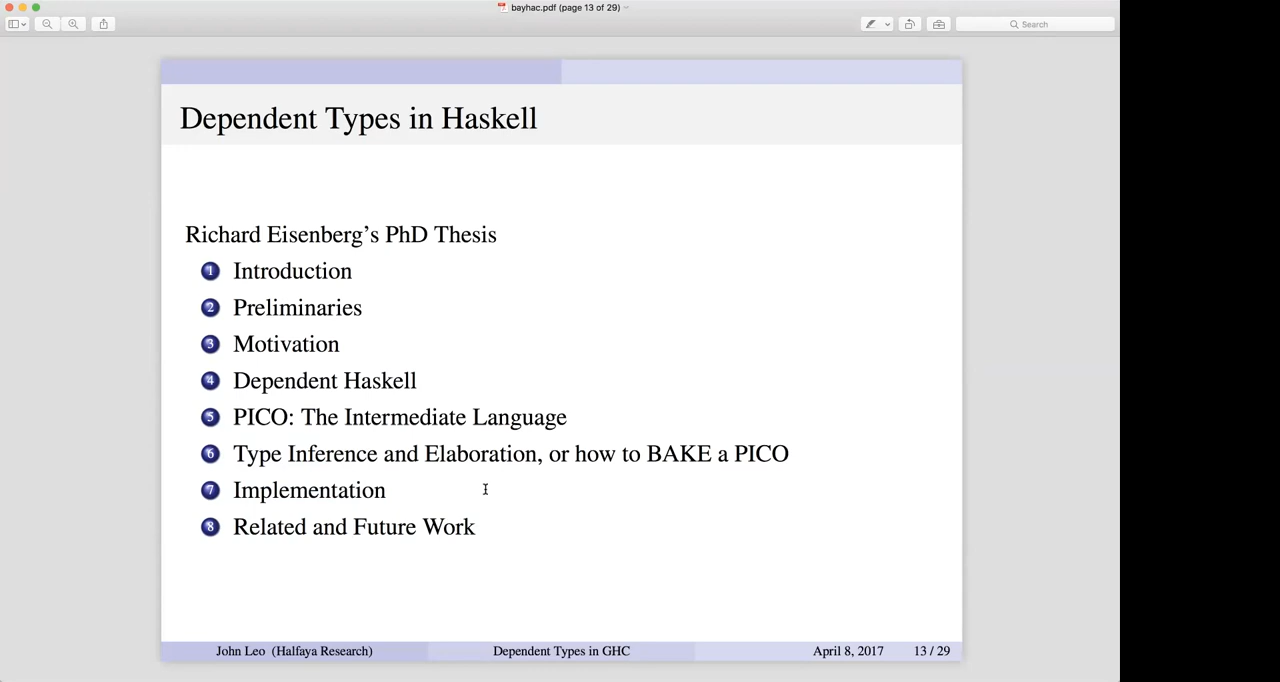 bayhac.pdf (page 13 of 29)
Search
Dependent Types in Haskell
Richard Eisenberg's PhD Thesis
1 Introduction
2 Preliminaries
3 Motivation
4 Dependent Haskell
5 PICO: The Intermediate Language
6 Type Inference and Elaboration, or how to BAKE a PICO
7 Implementation
8 Related and Future Work
John Leo (Halfaya Research) Dependent Types in GHC April 8, 2017 13 / 29